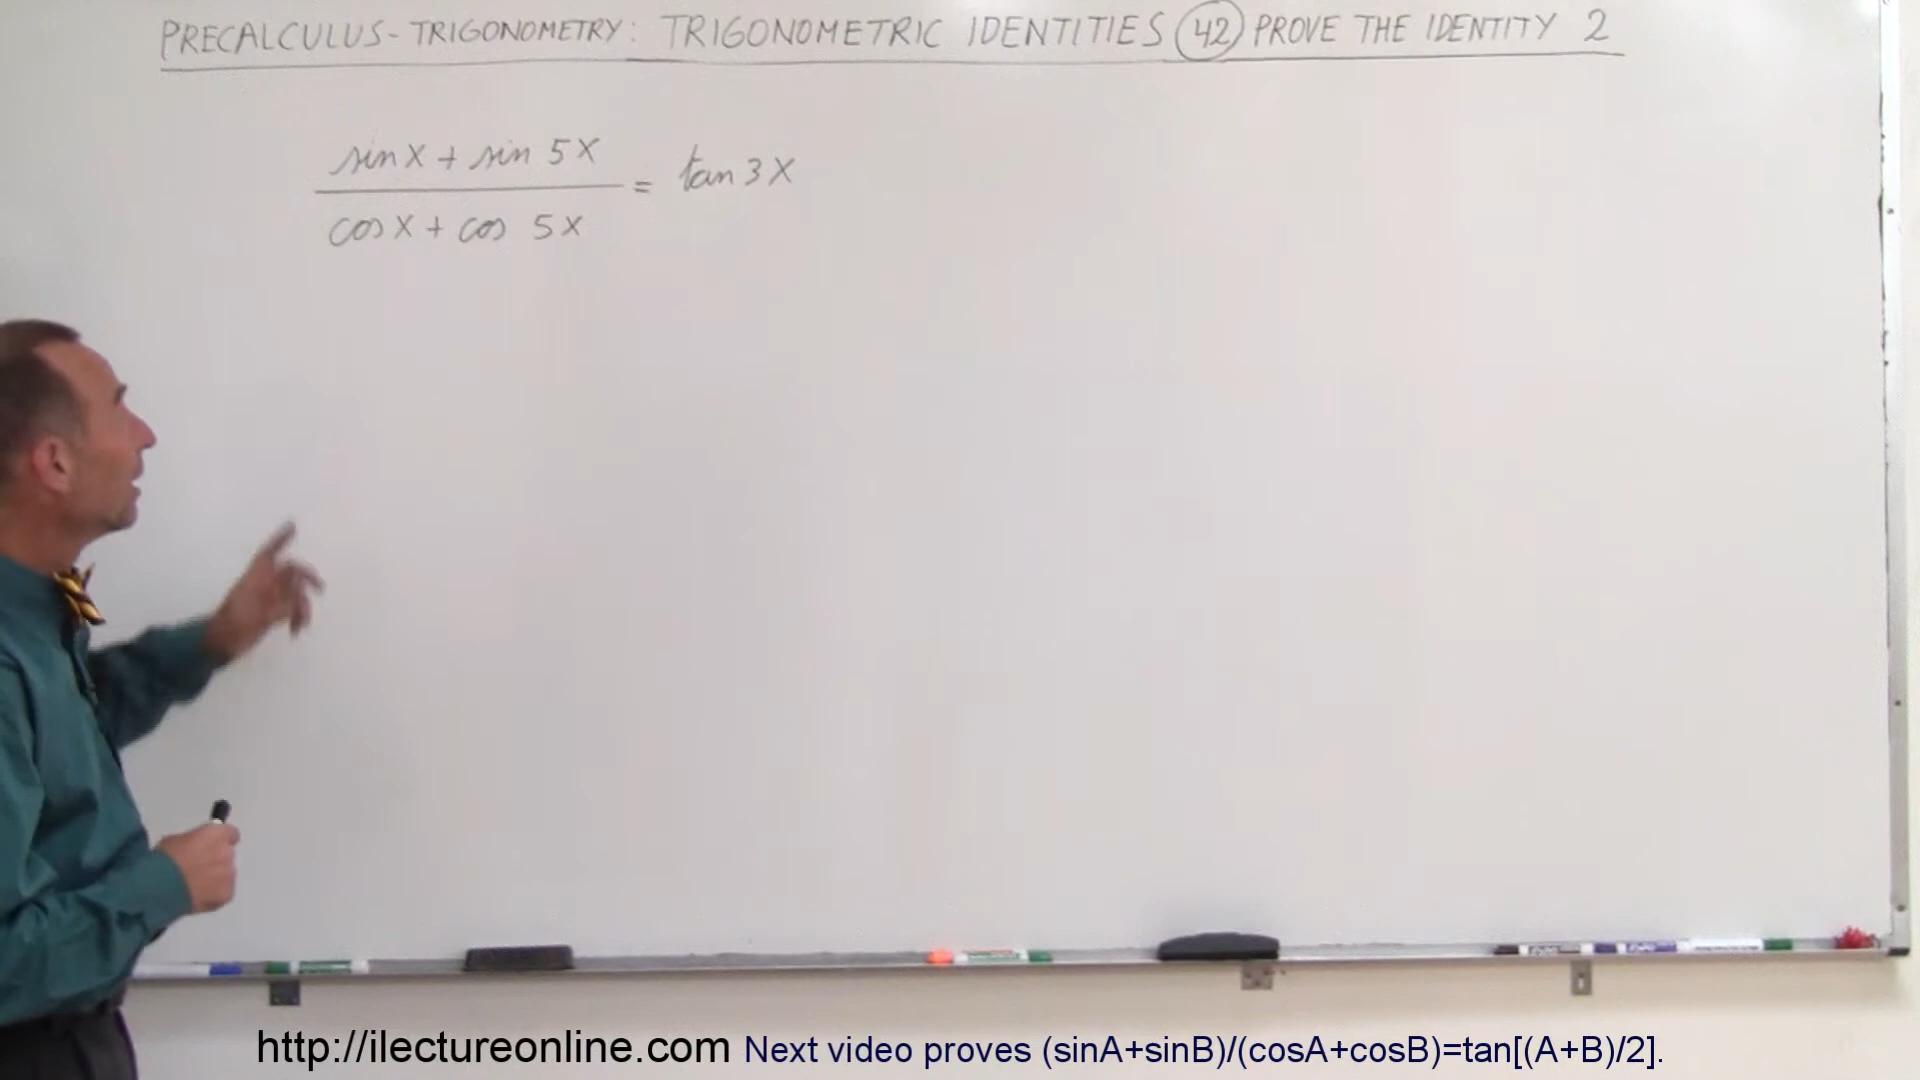 PRECALCULUS - TRIGONOMETRY: TRIGONOMETRIC IDENTITIES 42 PROVE THE IDENTITY 2
sin x + sin 5x
= tan 3x
cos x + cos 5x
http://ilectureonline.com Next video proves (sinA+sinB)/(cosA+cosB)=tan[(A+B)/2].